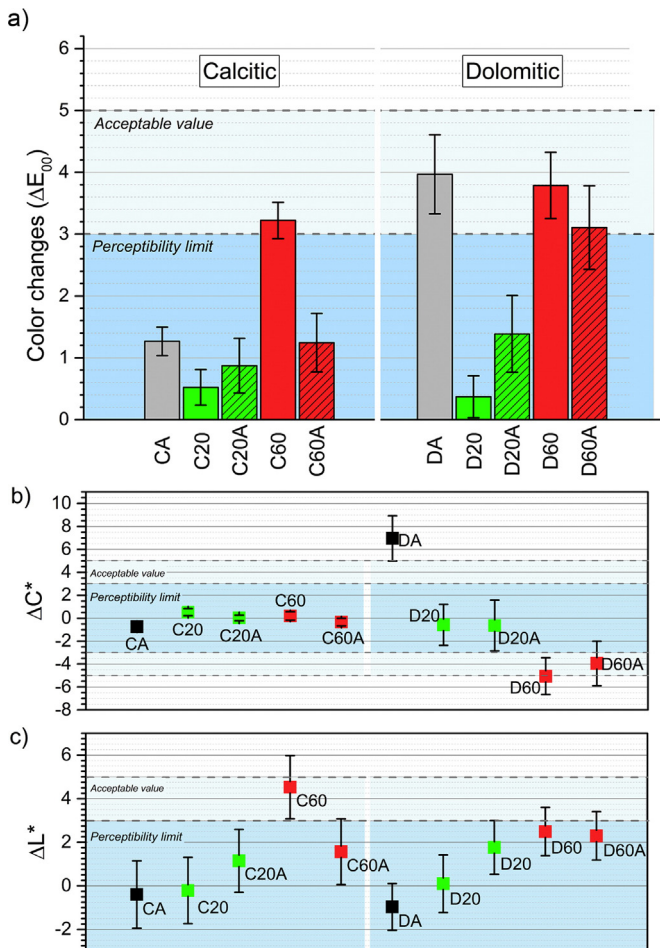 a)
6
5
4
3
2
1
0
Color changes (ΔE00)
Calcitic
Dolomitic
Acceptable value
Perceptibility limit
CA
C20
C20A
C60
C60A
DA
D20
D20A
D60
D60A
b)
10
8
6
4
2
0
-2
-4
-6
-8
ΔC*
Acceptable value
Perceptibility limit
CA
C20
C20A
C60
C60A
DA
D20
D20A
D60
D60A
c)
6
4
2
0
-2
ΔL*
Acceptable value
Perceptibility limit
CA
C20
C20A
C60
C60A
DA
D20
D20
D60
D60A